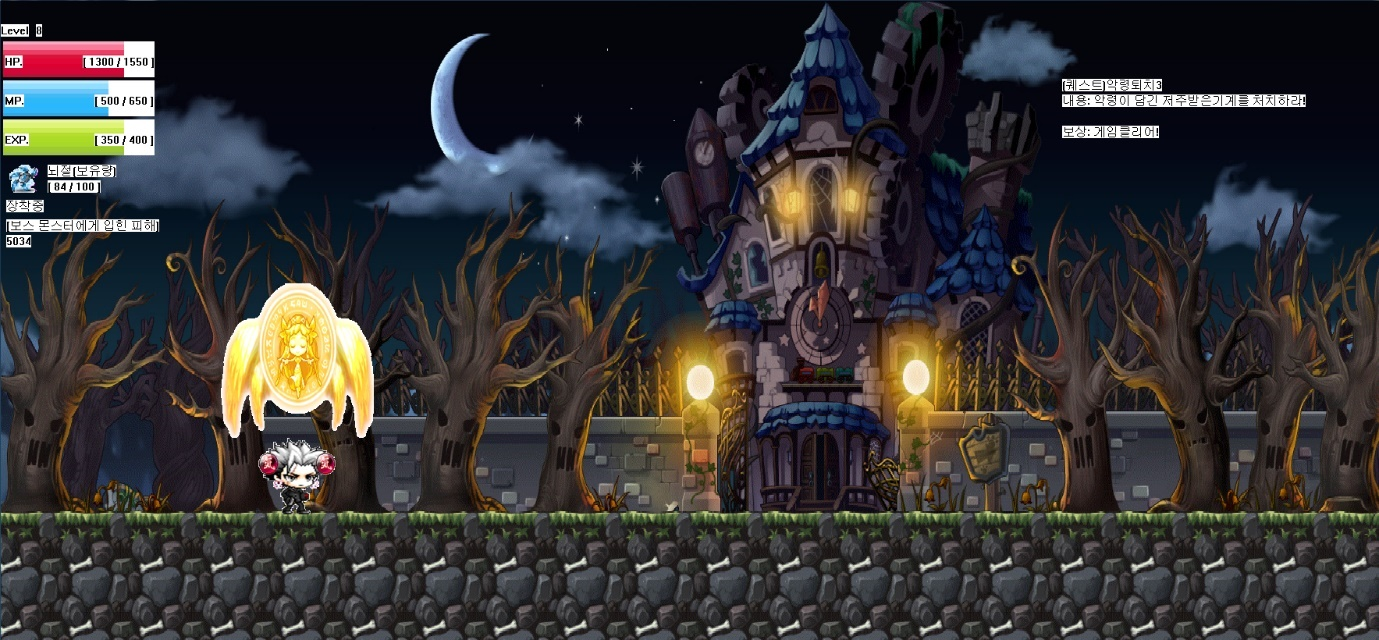 Level 8
HP. [ 1300 / 1550 ]
MP. [ 500 / 650 ]
EXP. [ 350 / 400 ]
뇌절(보유량)
[ 84 / 100 ]
장착중
[보스 몬스터에게 입힌 피해]
5034
[퀘스트]악령퇴치3
내용: 악령이 담긴 저주받은기계를 처치하라!
보상: 게임클리어!